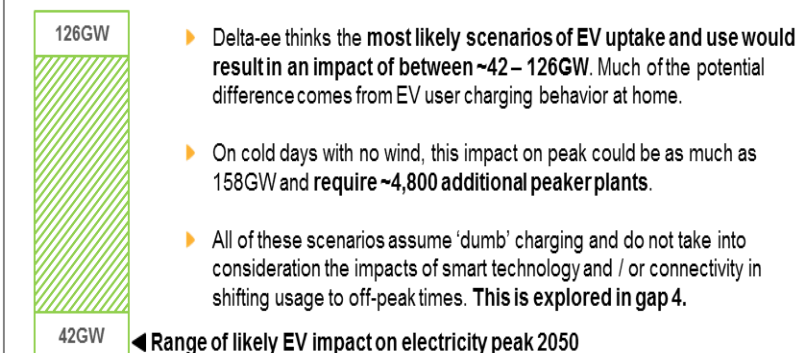 126GW
Delta-ee thinks the most likely scenarios of EV uptake and use would
result in an impact of between ~42 – 126GW. Much of the potential
difference comes from EV user charging behavior at home.
On cold days with no wind, this impact on peak could be as much as
158GW and require ~4,800 additional peaker plants.
All of these scenarios assume ‘dumb’ charging and do not take into
consideration the impacts of smart technology and / or connectivity in
shifting usage to off-peak times. This is explored in gap 4.
42GW
Range of likely EV impact on electricity peak 2050